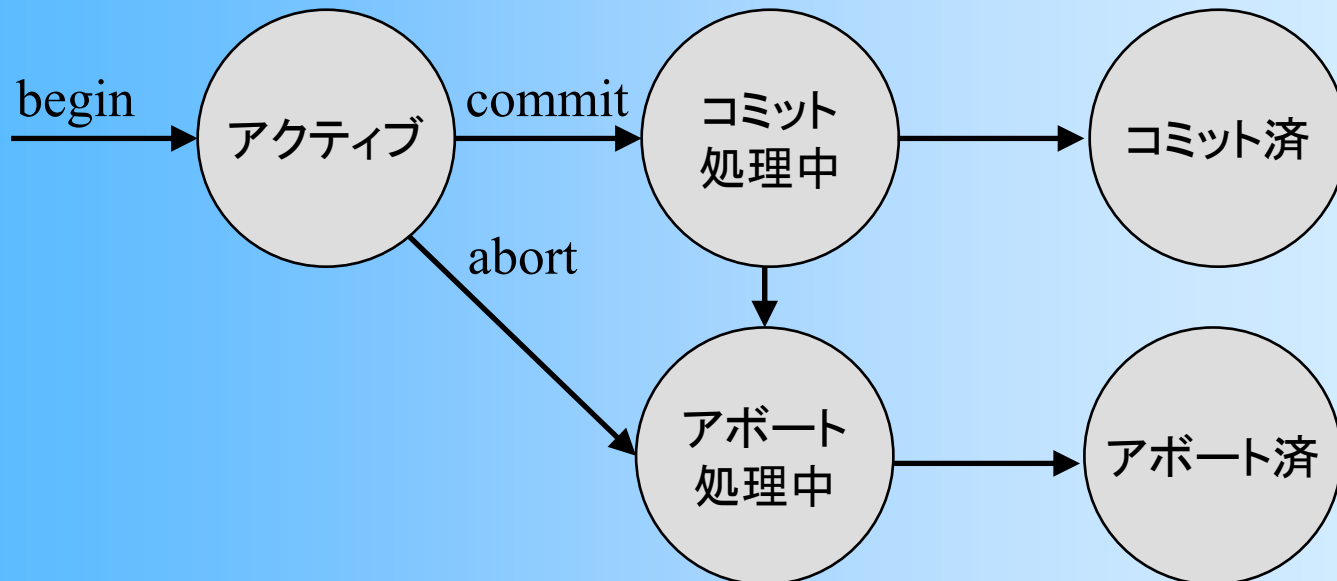 begin
アクティブ
commit
コミット
処理中
コミット済
abort
アボート
処理中
アボート済